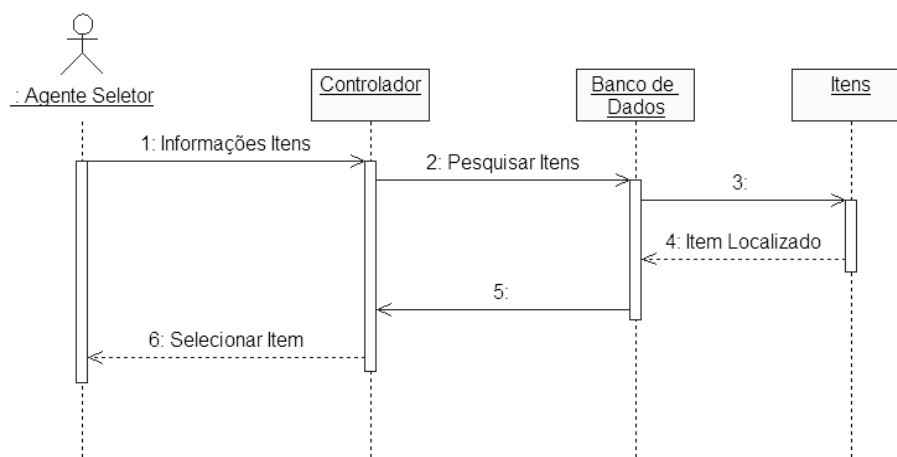 : Agente Seletor
Controlador
Banco de
Dados
Itens
1: Informações Itens
2: Pesquisar Itens
3:
4: Item Localizado
5:
6: Selecionar Item